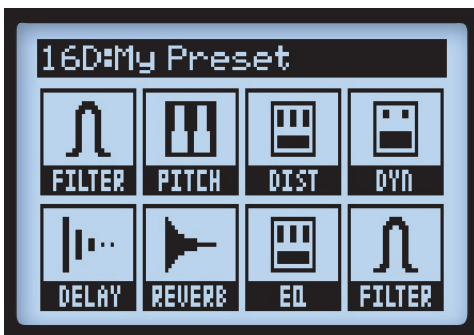 16D:My Preset
FILTER PITCH DIST DYN
DELAY REVERB EQ FILTER